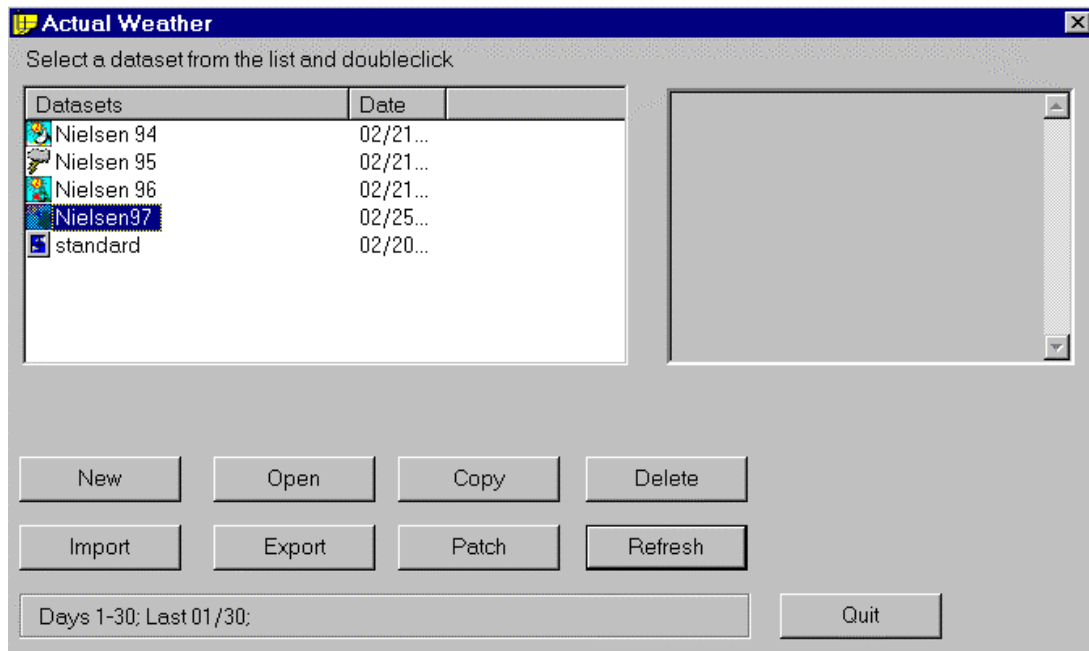 Actual Weather
Select a dataset from the list and doubleclick
Datasets Date
Nielsen 94 02/21...
Nielsen 95 02/21...
Nielsen 96 02/21...
Nielsen97 02/25...
standard 02/20...
New Open Copy Delete
Import Export Patch Refresh
Days 1-30; Last 01/30;
Quit